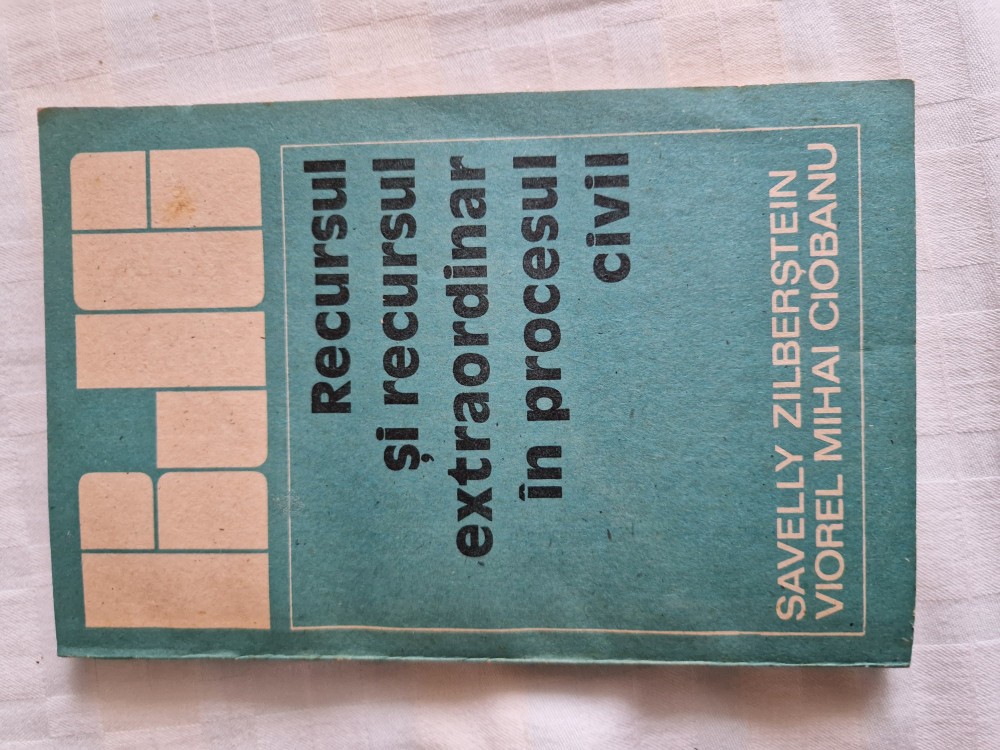 Recursul
și recursul
extraordinar
în procesul
civil
SAVELLY ZILBERȘTEIN
VIOREL MIHAI CIOBANU